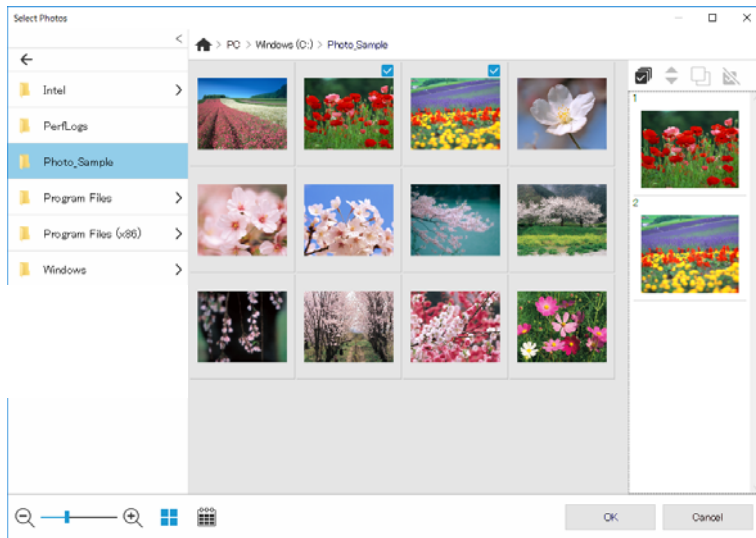 Select Photos
<
> PC > Windows (C:) > Photo_Sample
Intel >
PerfLogs
Photo_Sample
Program Files >
Program Files (x86) >
Windows >
1
2
OK
Cancel